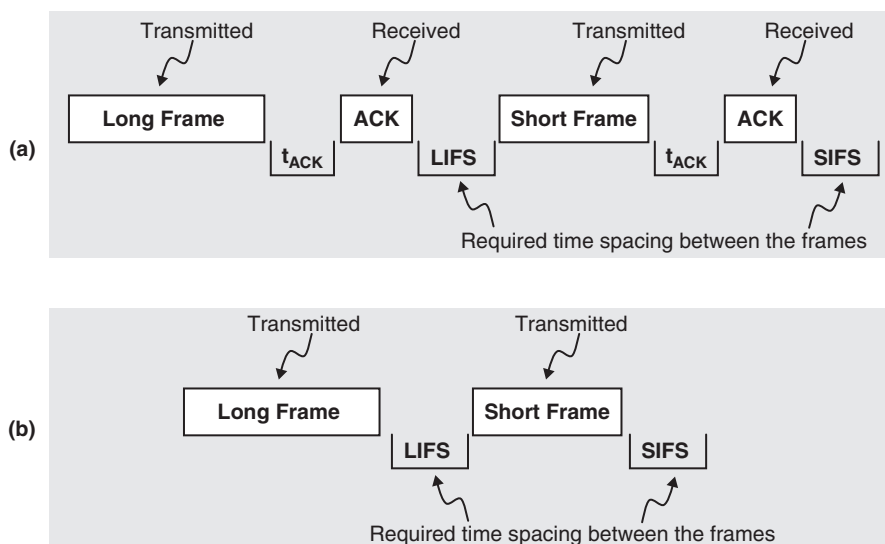 Transmitted Received Transmitted Received
Long Frame ACK Short Frame ACK
(a)
tACK LIFS tACK SIFS
Required time spacing between the frames
Transmitted Transmitted
Long Frame Short Frame
(b)
LIFS SIFS
Required time spacing between the frames